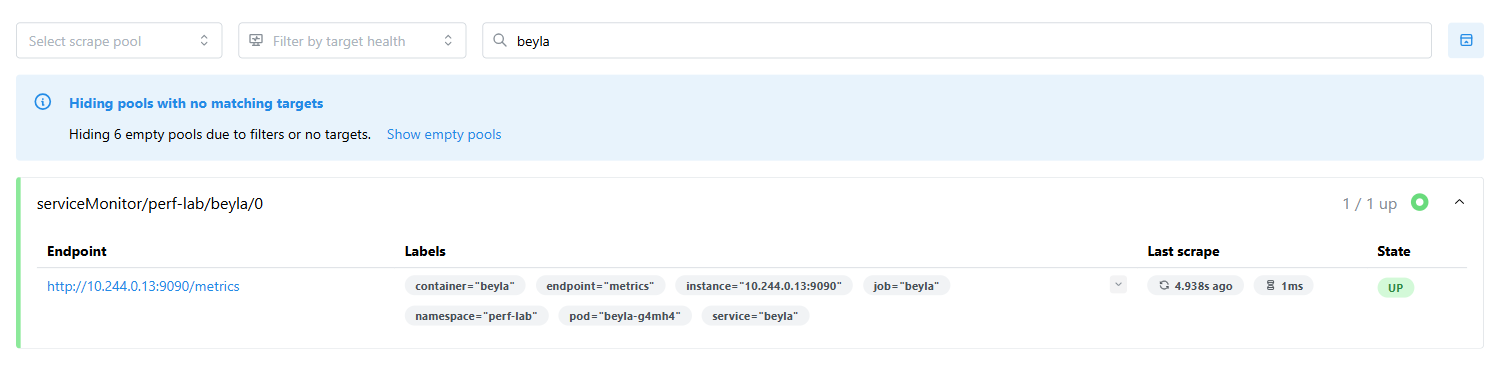 Select scrape pool Filter by target health beyla
Hiding pools with no matching targets
Hiding 6 empty pools due to filters or no targets. Show empty pools
serviceMonitor/perf-lab/beyla/0 1 / 1 up
Endpoint Labels Last scrape State
http://10.244.0.13:9090/metrics container="beyla" endpoint="metrics" instance="10.244.0.13:9090" job="beyla" 4.938s ago 1ms UP
namespace="perf-lab" pod="beyla-g4mh4" service="beyla"